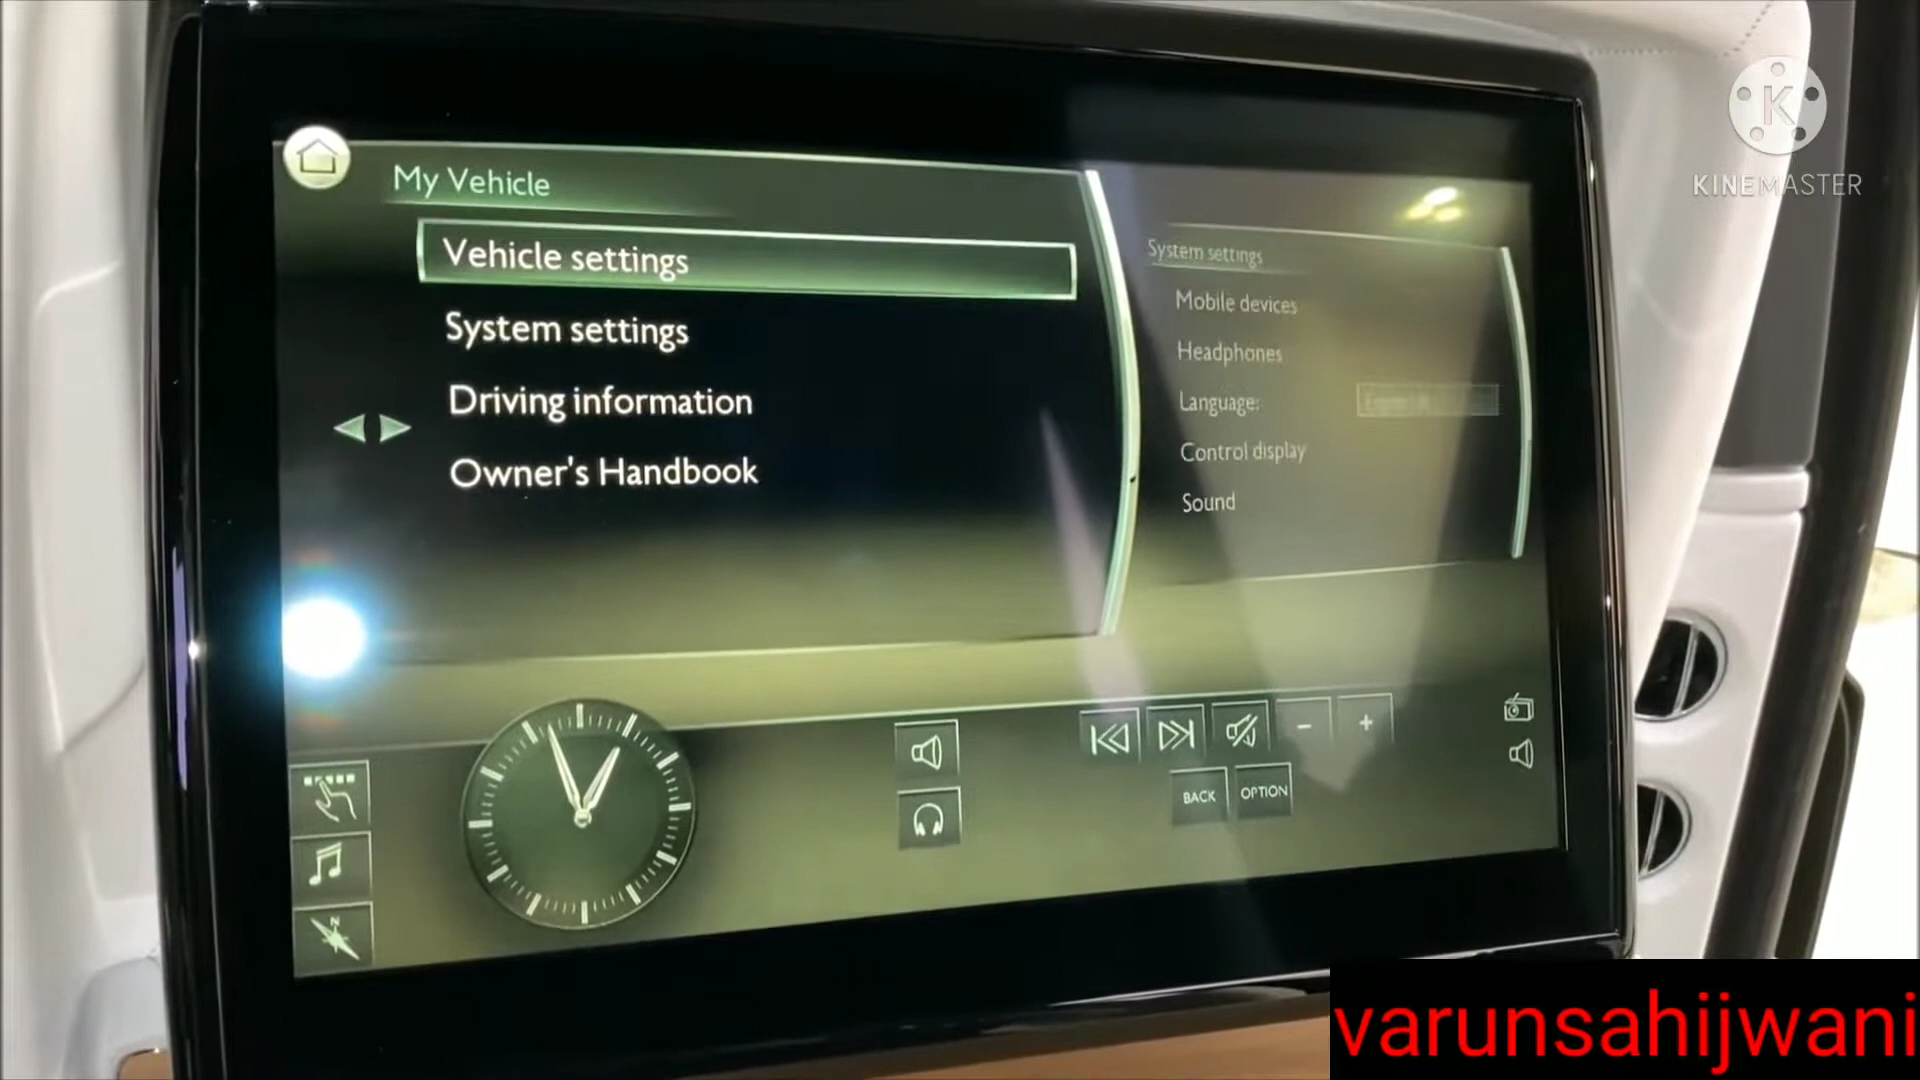 My Vehicle
Vehicle settings
System settings
Driving information
Owner's Handbook
System settings
Mobile devices
Headphones
Language:
Control display
Sound
BACK
OPTION
N
K
KINEMASTER
varunsahijwani